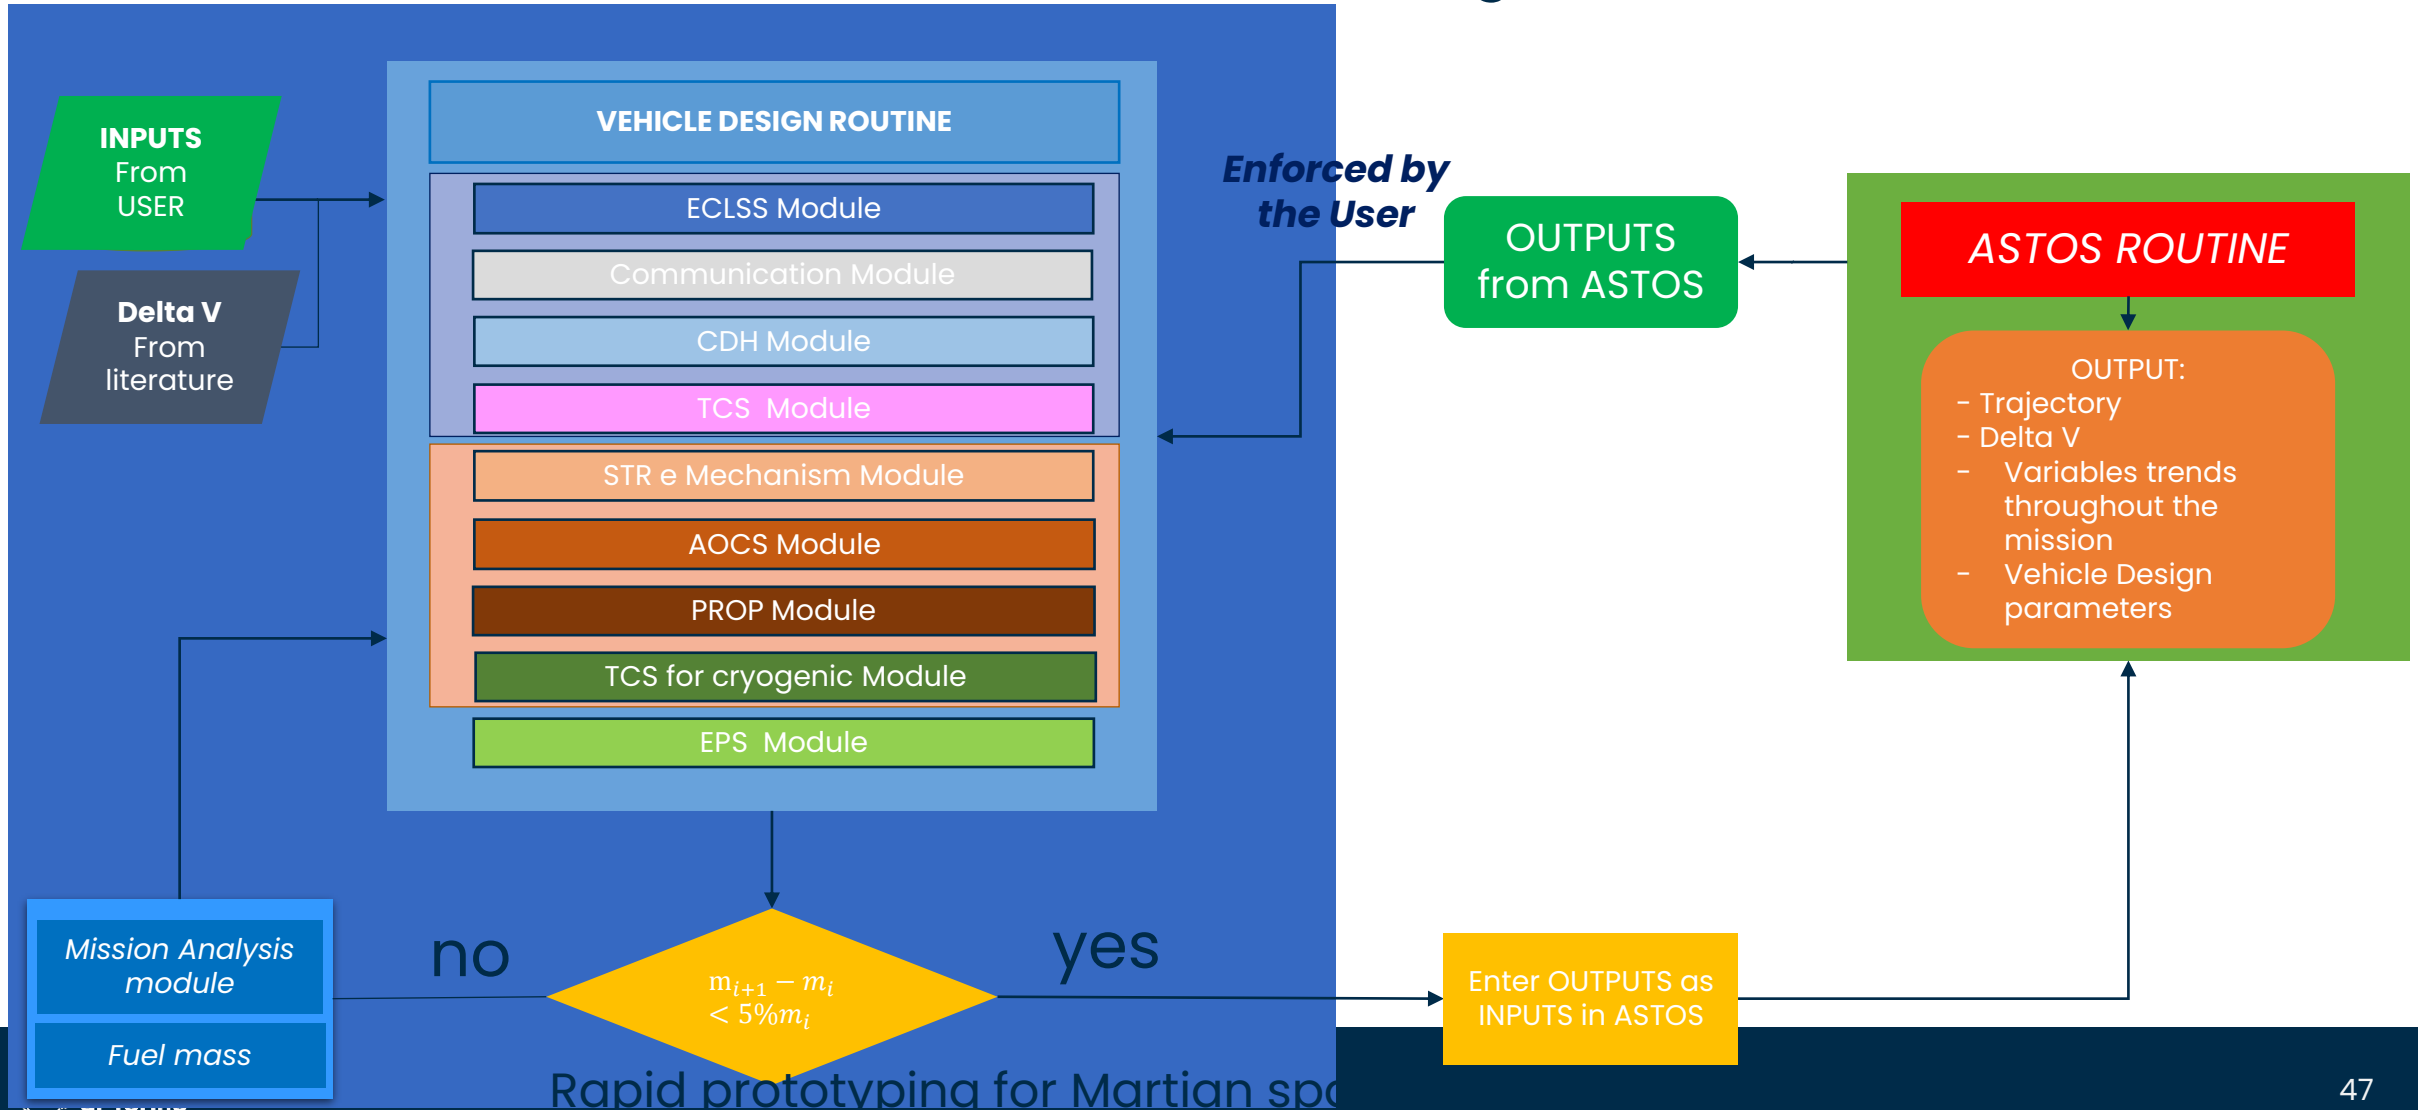 INPUTS
From
USER
Delta V
From
literature
VEHICLE DESIGN ROUTINE
ECLSS Module
Communication Module
CDH Module
TCS  Module
STR e Mechanism Module
AOCS Module
PROP Module
TCS for cryogenic Module
EPS  Module
Enforced by
the User
OUTPUTS
from ASTOS
ASTOS ROUTINE
OUTPUT:
- Trajectory
- Delta V
- Variables trends
throughout the
mission
- Vehicle Design
parameters
Mission Analysis
module
Fuel mass
no
m_{i+1} − m_i
< 5%m_i
yes
Enter OUTPUTS as
INPUTS in ASTOS
Rapid prototyping for Martian
47